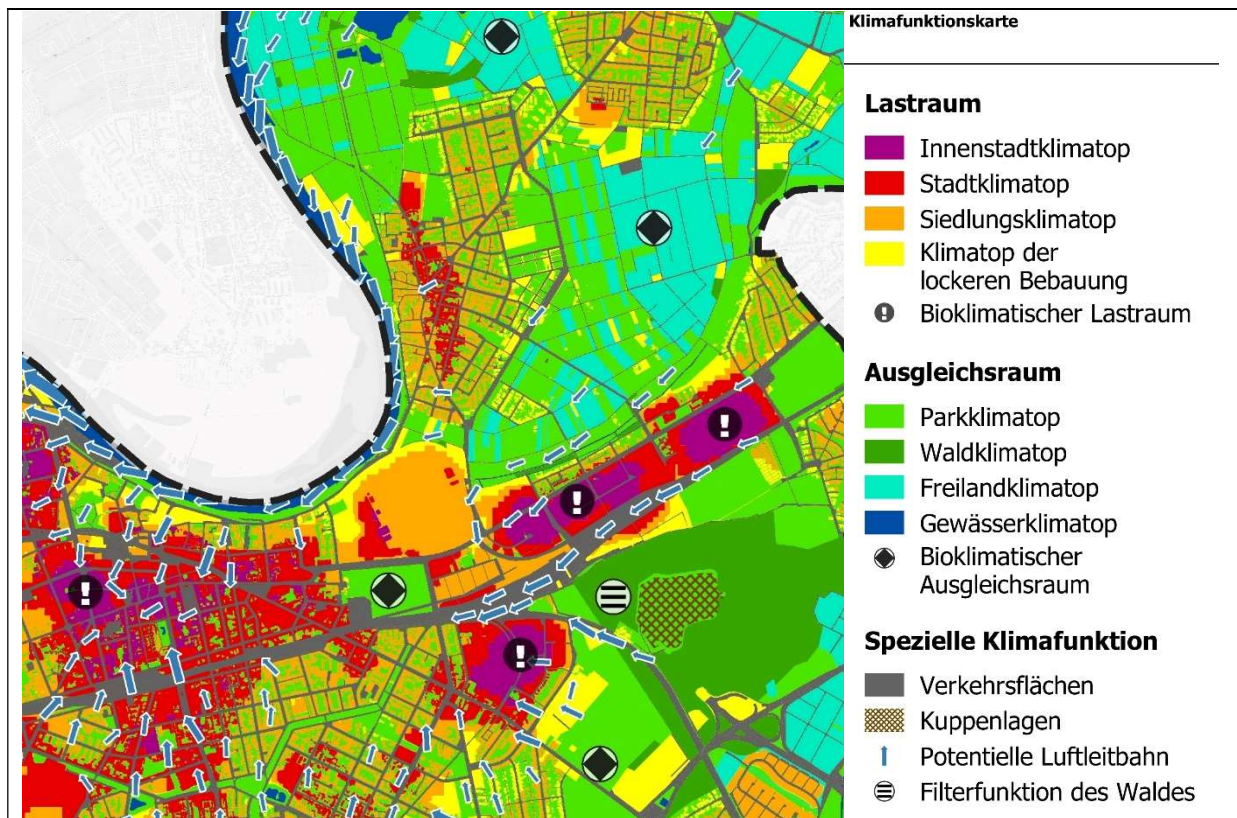 Klimafunktionskarte
Lastraum
Innenstadtklimatop
Stadtklimatop
Siedlungsklimatop
Klimatop der
lockeren Bebauung
Bioklimatischer Lastraum
Ausgleichsraum
Parkklimatop
Waldklimatop
Freilandklimatop
Gewässerklimatop
Bioklimatischer
Ausgleichsraum
Spezielle Klimafunktion
Verkehrsflächen
Kuppenlagen
Potentielle Luftleitbahn
Filterfunktion des Waldes